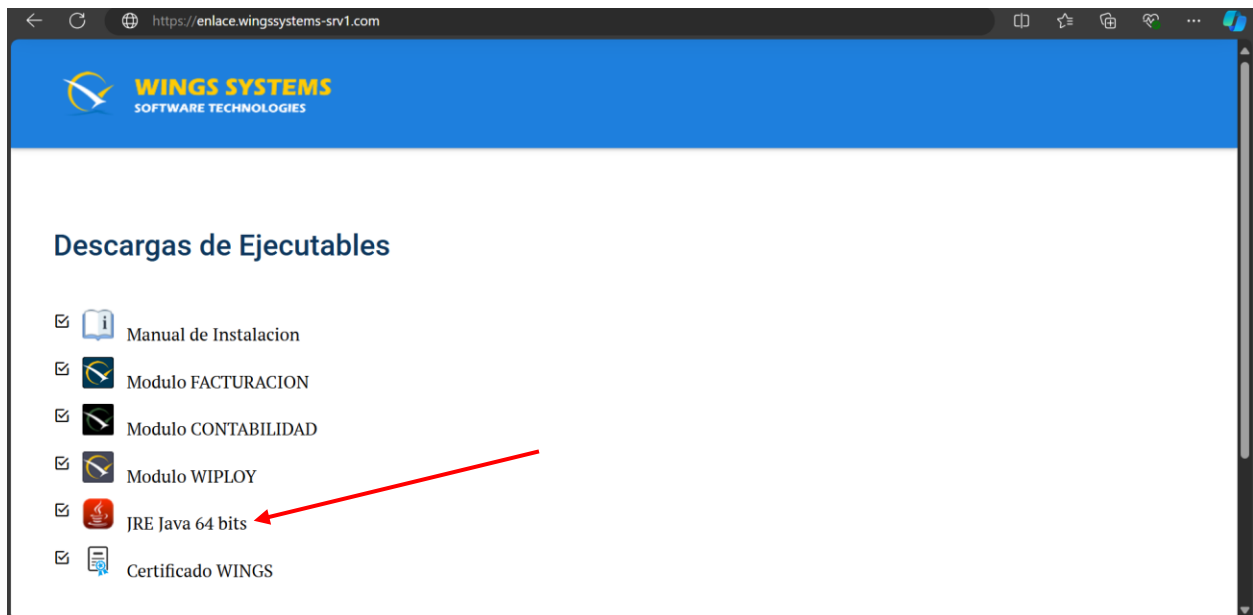 https://enlace.wingssystems-srv1.com
WINGS SYSTEMS
SOFTWARE TECHNOLOGIES
Descargas de Ejecutables
Manual de Instalacion
Modulo FACTURACION
Modulo CONTABILIDAD
Modulo WIPLOY
JRE Java 64 bits
Certificado WINGS